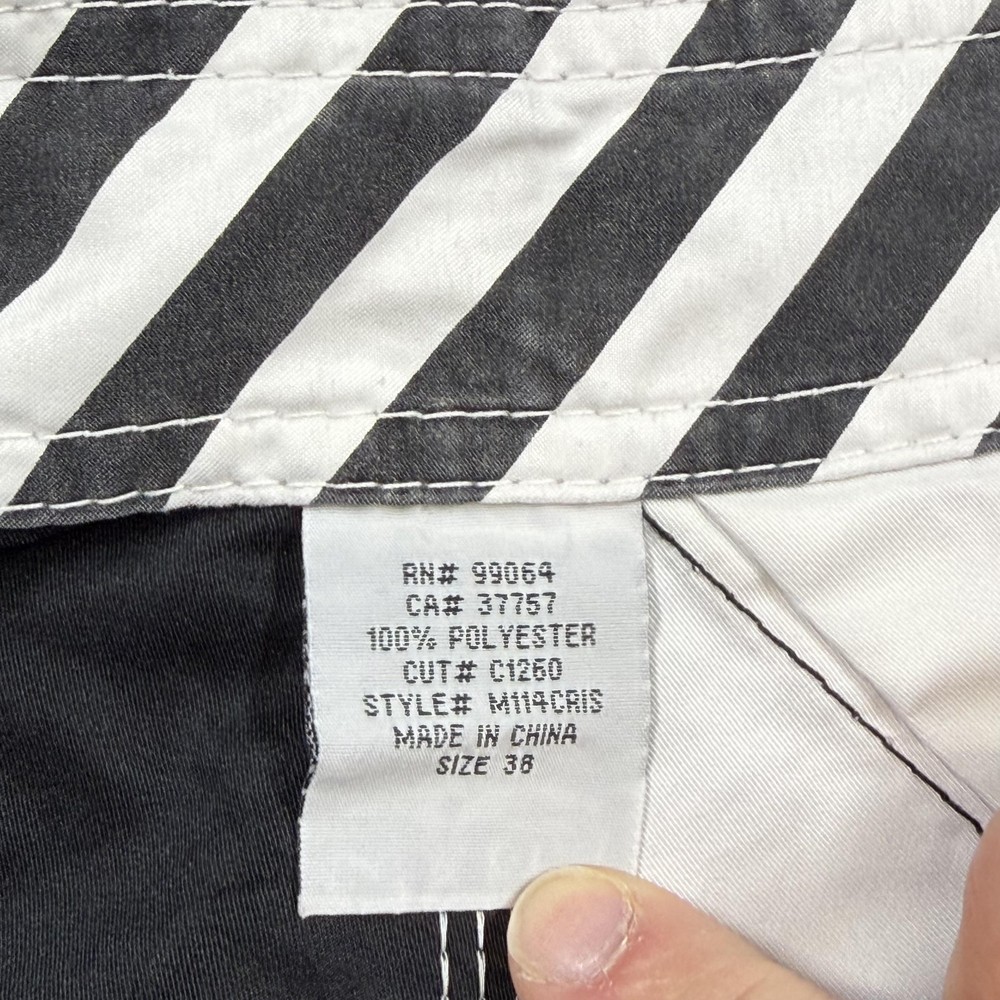 RN# 99064
CA# 37757
100% POLYESTER
CUT# C1260
STYLE# M114CRIS
MADE IN CHINA
SIZE 38